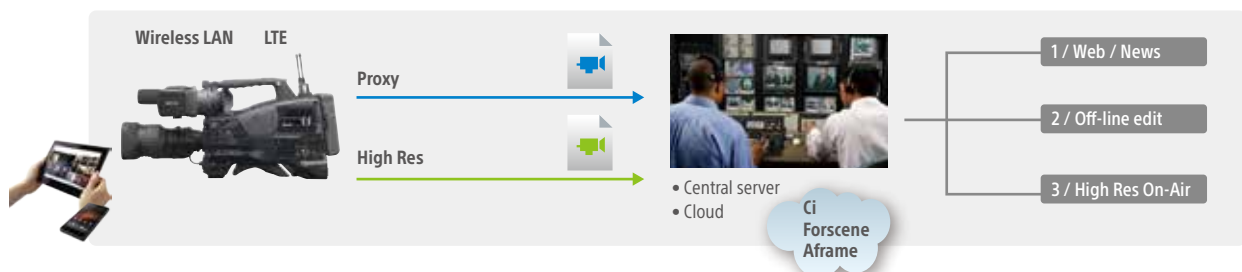 Wireless LAN LTE
Proxy
High Res
• Central server
• Cloud
Ci
Forscene
Aframe
1 / Web / News
2 / Off-line edit
3 / High Res On-Air